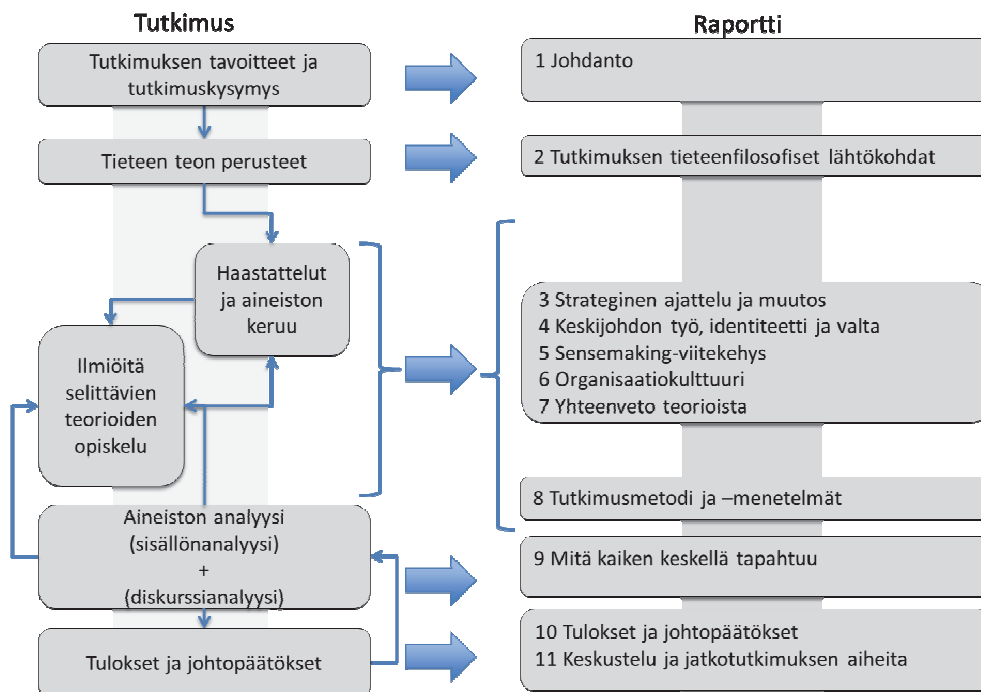 Tutkimus
Tutkimuksen tavoitteet ja
tutkimuskysymys
Tieteen teon perusteet
Haastattelut
ja aineiston
keruu
Ilmiöitä
selittävien
teorioiden
opiskelu
Aineiston analyysi
(sisällönanalyysi)
+
(diskurssianalyysi)
Tulokset ja johtopäätökset
Raportti
1 Johdanto
2 Tutkimuksen tieteenfilosofiset lähtökohdat
3 Strateginen ajattelu ja muutos
4 Keskijohdon työ, identiteetti ja valta
5 Sensemaking-viitekehys
6 Organisaatiokulttuuri
7 Yhteenveto teorioista
8 Tutkimusmetodi ja –menetelmät
9 Mitä kaiken keskellä tapahtuu
10 Tulokset ja johtopäätökset
11 Keskustelu ja jatkotutkimuksen aiheita